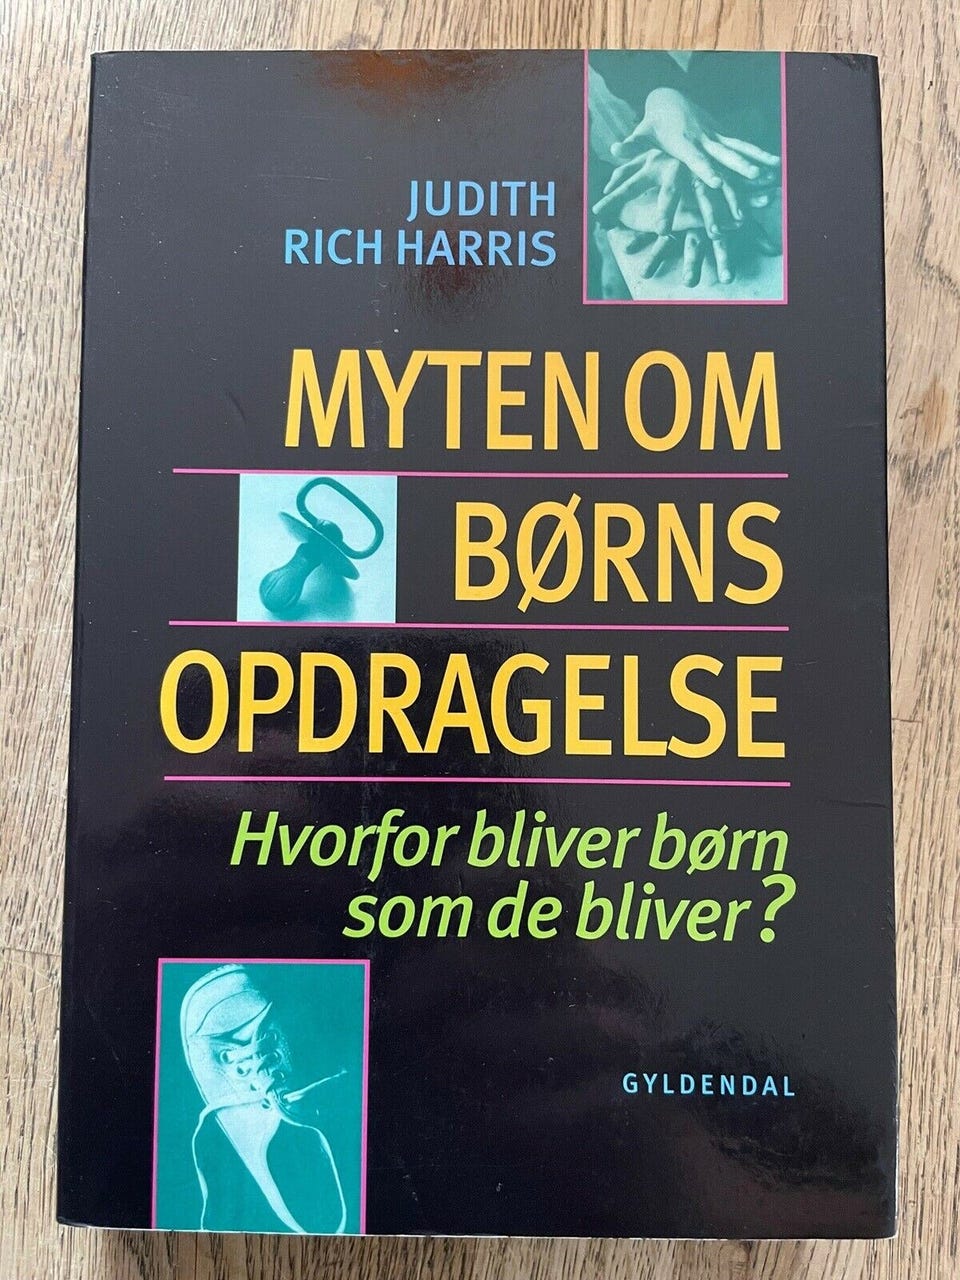 JUDITH
RICH HARRIS
MYTEN OM
BØRNS
OPDRAGELSE
Hvorfor bliver børn
som de bliver?
GYLDENDAL